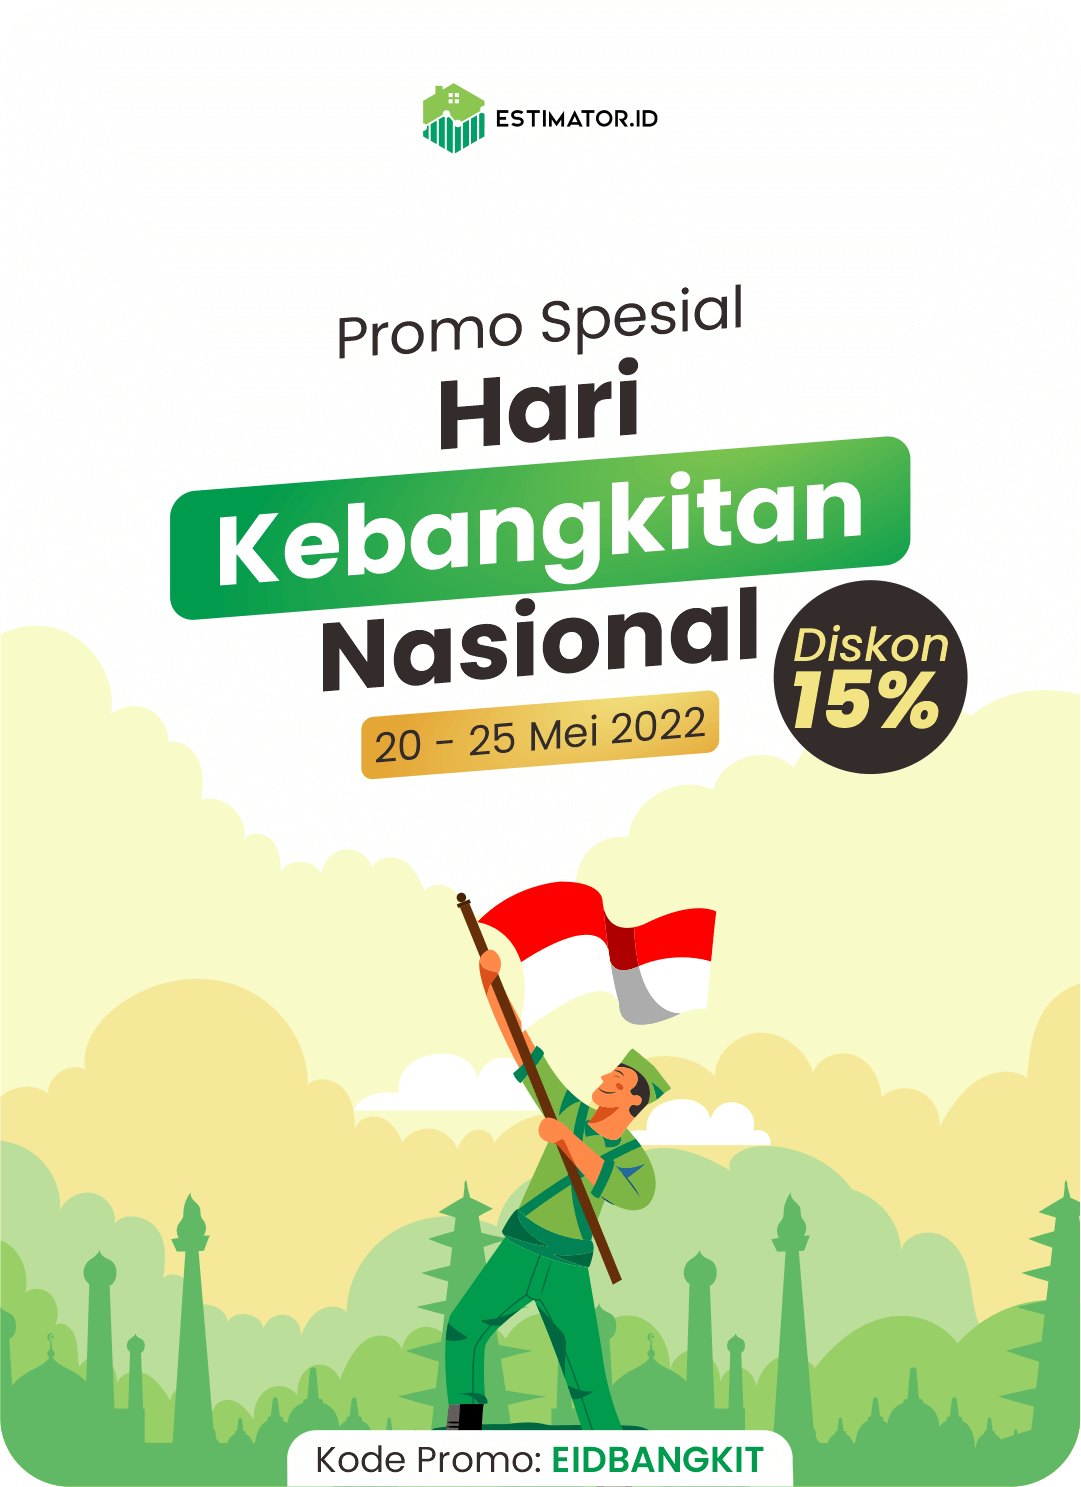 ESTIMATOR.ID
Promo Spesial
Hari
Kebangkitan
Nasional
Diskon
15%
20 - 25 Mei 2022
Kode Promo: EIDBANGKIT